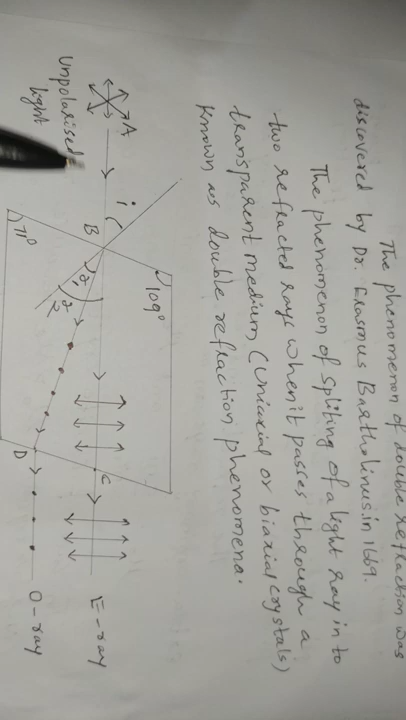 The phenomenon of double refraction was
discovered by Dr. Erasmus Bartholinus in 1669.
The phenomenon of spliting of a light ray in to
two refracted rays when it passes through a
transparent medium (Uniaxial or biaxial crystals)
known as double refraction phenomena.
A
Unpolarised
light
i
B
109°
71°
r1
r2
C
D
E-ray
O-ray